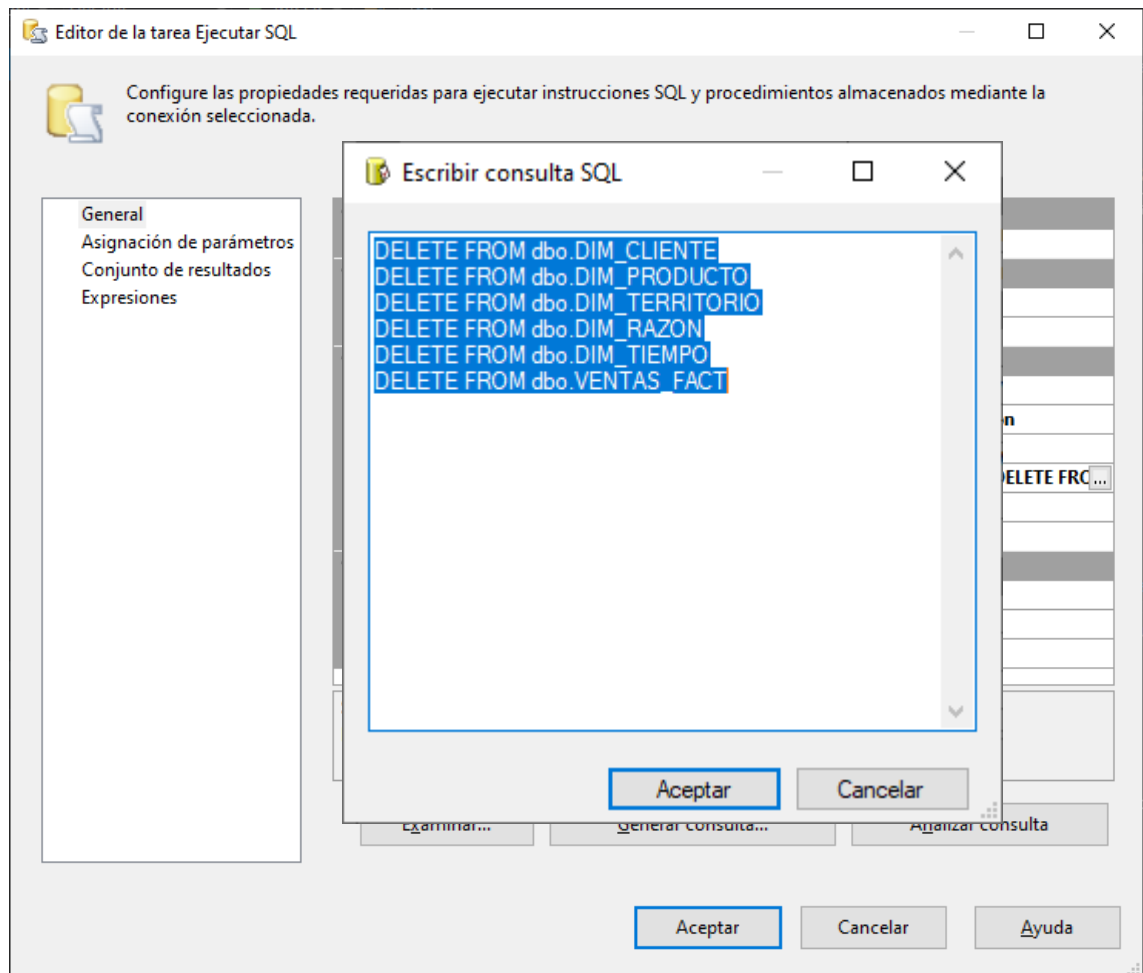 Editor de la tarea Ejecutar SQL
Configure las propiedades requeridas para ejecutar instrucciones SQL y procedimientos almacenados mediante la
conexión seleccionada.
Escribir consulta SQL
General
Asignación de parámetros
Conjunto de resultados
Expresiones
DELETE FROM dbo.DIM_CLIENTE
DELETE FROM dbo.DIM_PRODUCTO
DELETE FROM dbo.DIM_TERRITORIO
DELETE FROM dbo.DIM_RAZON
DELETE FROM dbo.DIM_TIEMPO
DELETE FROM dbo.VENTAS_FACT
n
ELETE FRO
...
Aceptar
Cancelar
Examinar...
Generar consulta...
Analizar consulta
Aceptar
Cancelar
Ayuda